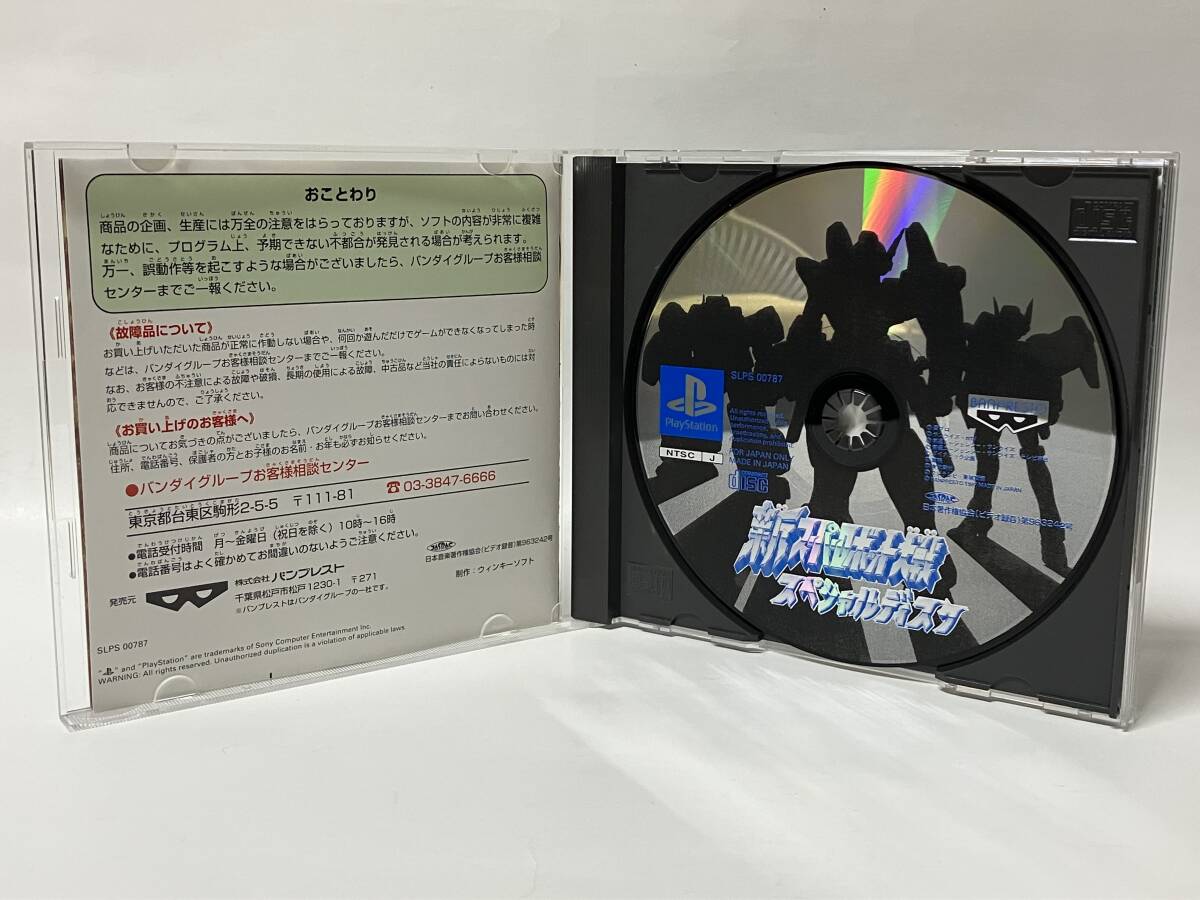 おことわり
商品の企画、生産には万全の注意をはらっておりますが、ソフトの内容が非常に複雑
なために、プログラム上、予期できない不都合が発見される場合が考えられます。
万一、誤動作等を起こすような場合がございましたら、バンダイグループお客様相談
センターまでご一報ください。
《故障品について》
お買い上げいただいた商品が正常に作動しない場合や、何回か遊んだだけでゲームができなくなってしまった時
などは、バンダイグループお客様相談センターまでご一報ください。
なお、お客様の不注意による故障や破損、長期の使用による故障、中古品など当社の責任によらないものには対
応できませんので、ご了承ください。
《お買い上げのお客様へ》
商品についてお気づきの点がございましたら、バンダイグループお客様相談センターまでお問い合わせください。
住所、電話番号、保護者の方とお子様のお名前・お年も必ずお知らせください。
●バンダイグループお客様相談センター
東京都台東区駒形2-5-5 〒111-81 ☎03-3847-6666
●電話受付時間 月〜金曜日(祝日を除く)10時〜16時
●電話番号はよく確かめてお間違いのないようご注意ください。
発売元 株式会社 バンプレスト
千葉県松戸市松戸1230-1 〒271
※バンプレストはバンダイグループの一社です。
日本音楽著作権協会(ビデオ録音)第963242号
制作:ウィンキーソフト
SLPS 00787
" " and "PlayStation" are trademarks of Sony Computer Entertainment Inc.
WARNING: All rights reserved. Unauthorized duplication is a violation of applicable laws.
SLPS 00787
PlayStation
NTSC J
All rights reserved.
Unauthorized
performance,
broadcasting, and
duplication prohibited.
FOR JAPAN ONLY
MADE IN JAPAN
COMPACT
disc
BANPRESTO
新スーパーロボット大戦
スペシャルディスク